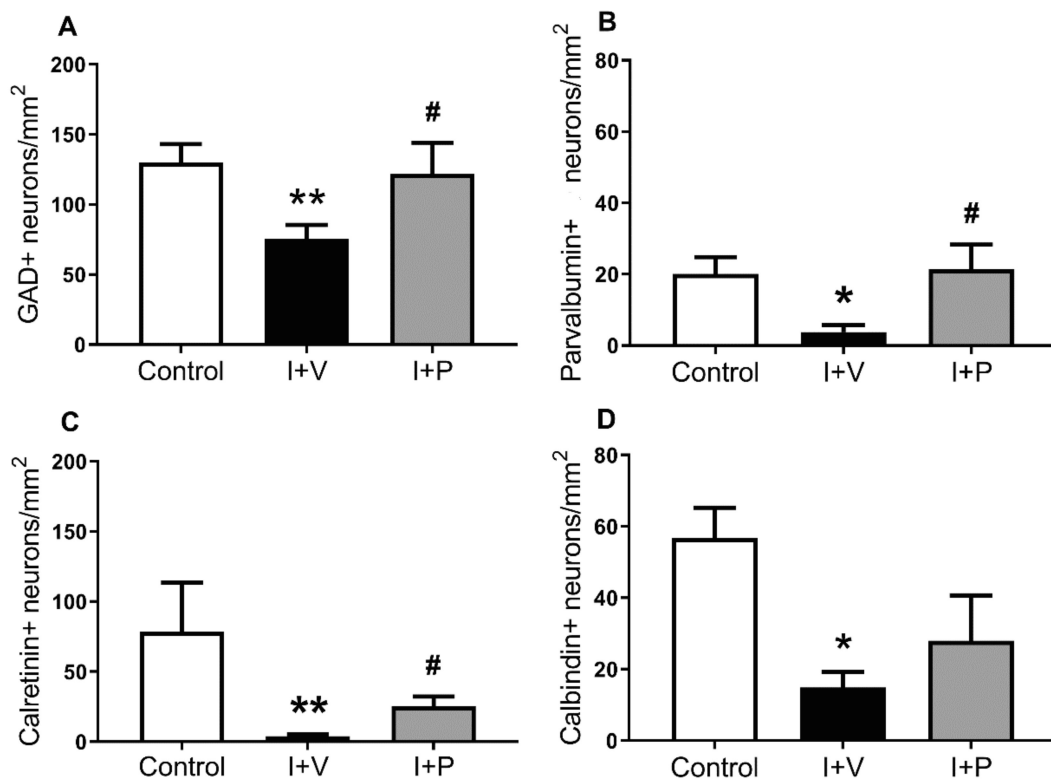 A
GAD+ neurons/mm²
200
150
100
50
0
**
#
Control I+V I+P
B
Parvalbumin+ neurons/mm²
80
60
40
20
0
*
#
Control I+V I+P
C
Calretinin+ neurons/mm²
200
150
100
50
0
**
#
Control I+V I+P
D
Calbindin+ neurons/mm²
80
60
40
20
0
*
Control I+V I+P